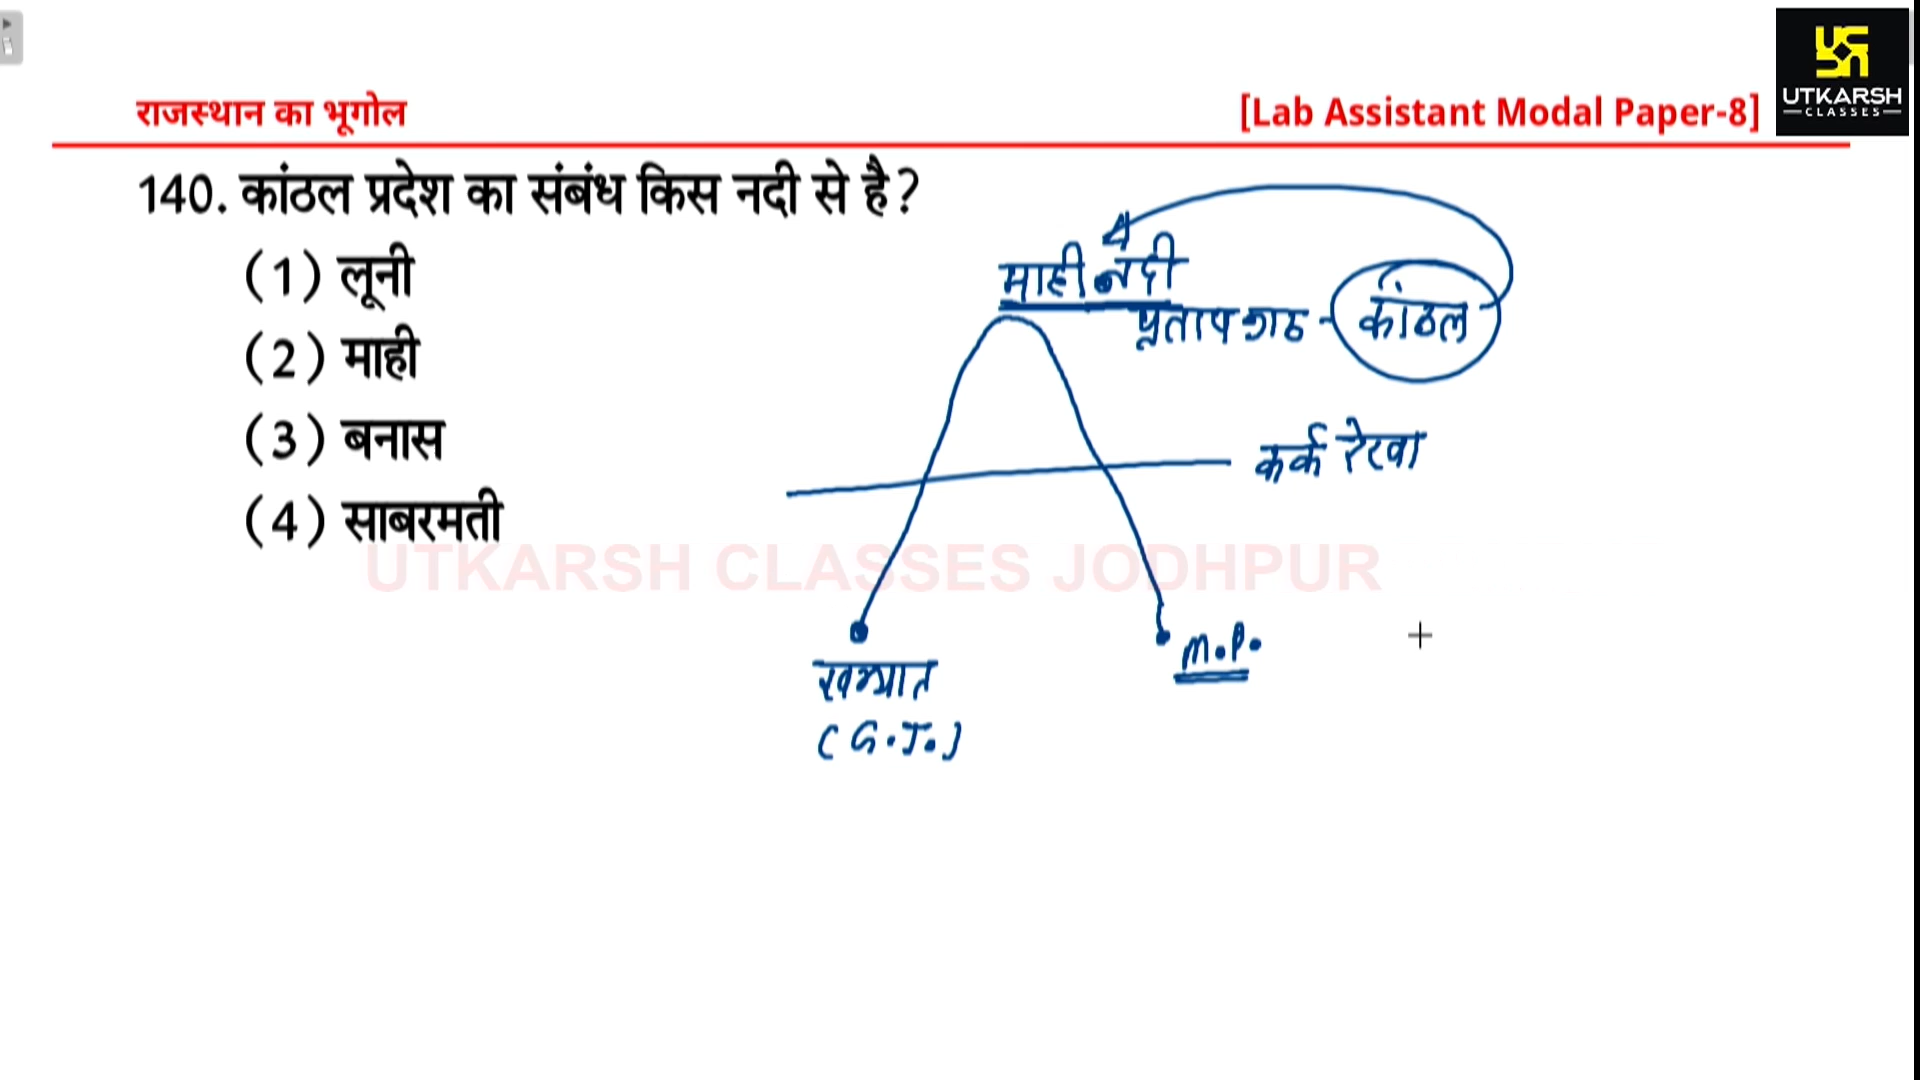 UTKARSH
CLASSES
राजस्थान का भूगोल
[Lab Assistant Modal Paper-8]
140. कांठल प्रदेश का संबंध किस नदी से है?
(1) लूनी
(2) माही
(3) बनास
(4) साबरमती
माही नदी
प्रतापगढ - कांठल
कर्क रेखा
UTKARSH CLASSES JODHPUR
खम्भात
(G.J.)
M.P.